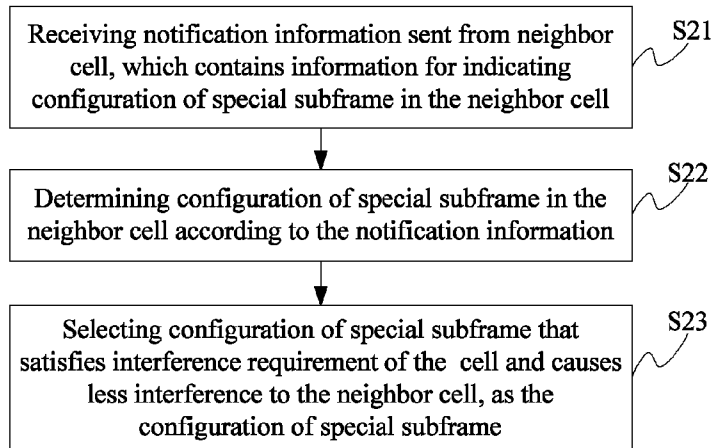 Receiving notification information sent from neighbor
cell, which contains information for indicating
configuration of special subframe in the neighbor cell
S21
Determining configuration of special subframe in the
neighbor cell according to the notification information
S22
Selecting configuration of special subframe that
satisfies interference requirement of the cell and causes
less interference to the neighbor cell, as the
configuration of special subframe
S23